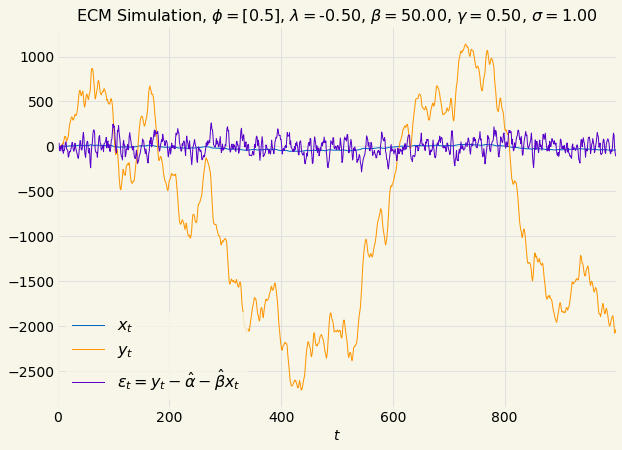 ECM Simulation, ϕ = [0.5], λ = -0.50, β = 50.00, γ = 0.50, σ = 1.00
1000
500
0
−500
−1000
−1500
−2000
−2500
x_t
y_t
ε_t = y_t − α̂ − β̂x_t
0 200 400 600 800
t